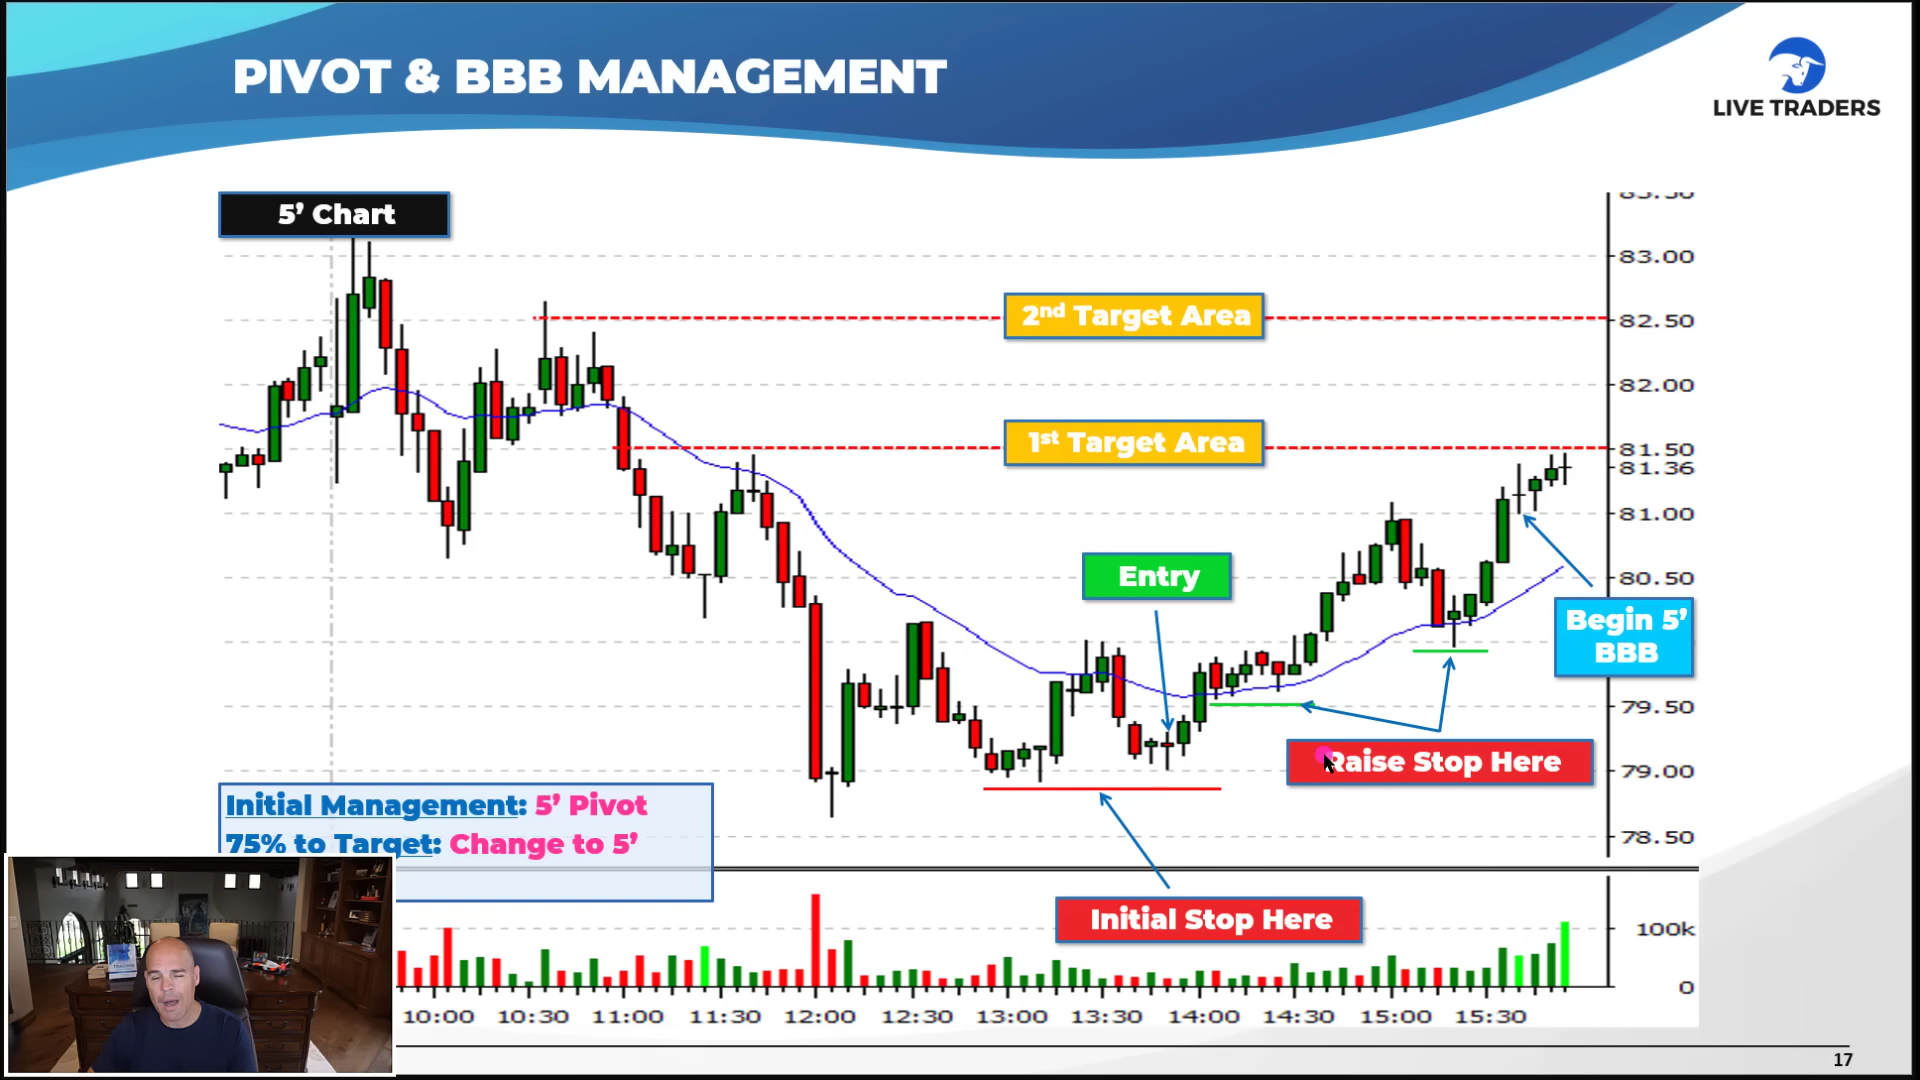 PIVOT & BBB MANAGEMENT
LIVE TRADERS
5' Chart
83.00
2nd Target Area
82.50
82.00
1st Target Area
81.50
81.36
81.00
Entry
80.50
Begin 5'
BBB
79.50
Raise Stop Here
79.00
Initial Management: 5' Pivot
75% to Target: Change to 5'
78.50
Initial Stop Here
100k
0
10:00 10:30 11:00 11:30 12:00 12:30 13:00 13:30 14:00 14:30 15:00 15:30
17